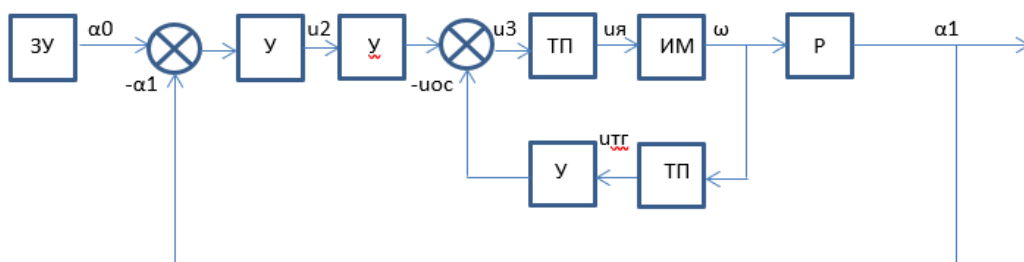 ЗУ
α0
-α1
У
u2
У
-uос
u3
ТП
uя
ИМ
ω
Р
α1
У
uтг
ТП